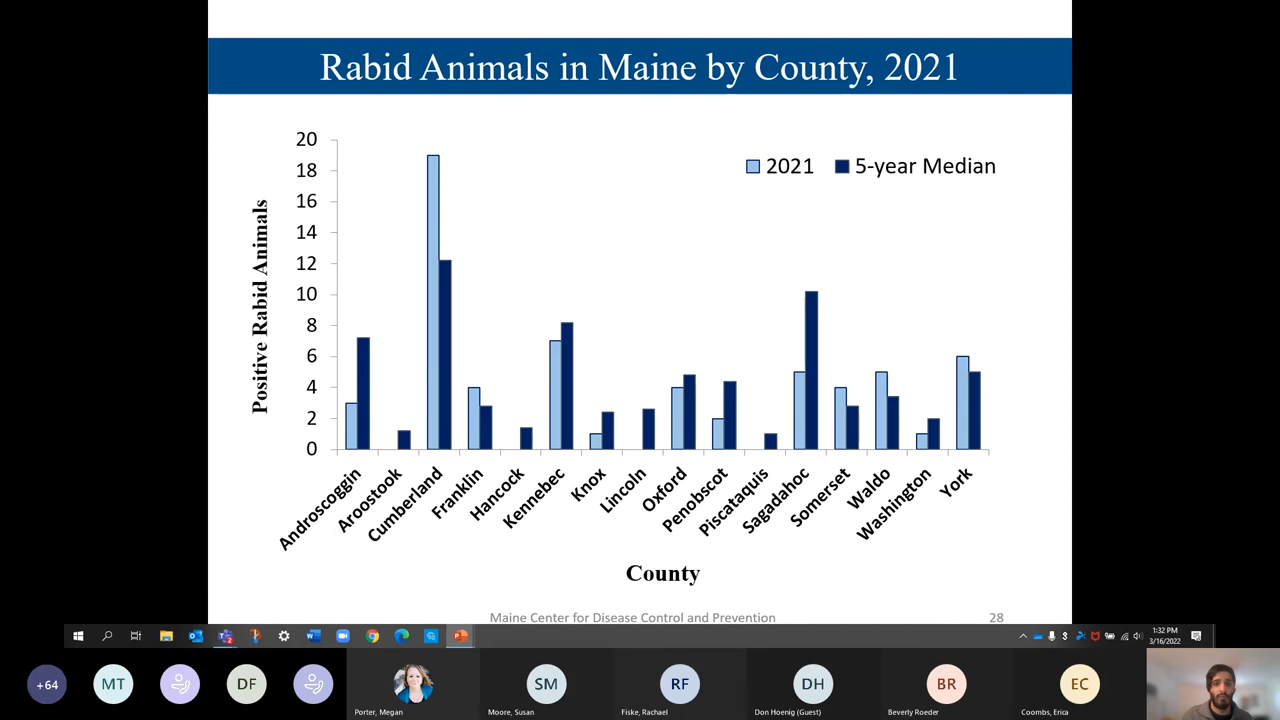 Rabid Animals in Maine by County, 2021
20
18
16
14
12
10
8
6
4
2
0
Positive Rabid Animals
2021
5-year Median
Androscoggin
Aroostook
Cumberland
Franklin
Hancock
Kennebec
Knox
Lincoln
Oxford
Penobscot
Piscataquis
Sagadahoc
Somerset
Waldo
Washington
York
County
Maine Center for Disease Control and Prevention
28
1:32 PM
3/16/2022
+64
MT
DF
SM
RF
DH
BR
EC
Porter, Megan
Moore, Susan
Fiske, Rachael
Don Hoenig (Guest)
Beverly Roeder
Coombs, Erica